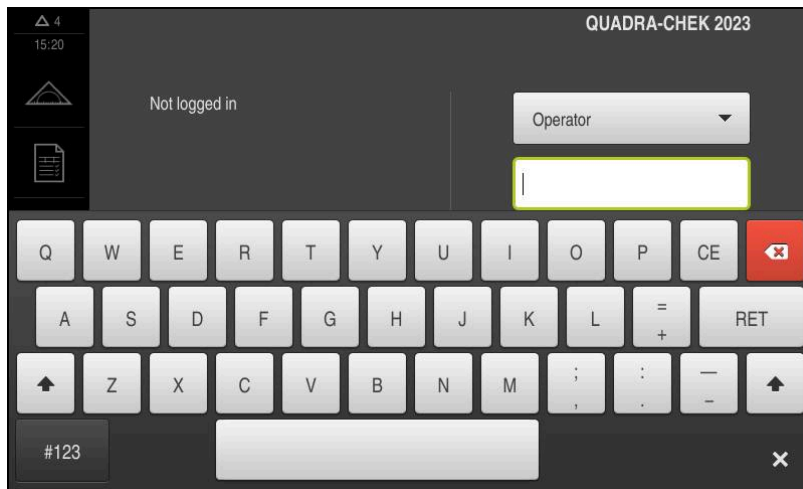 4
QUADRA-CHEK 2023
15:20
Not logged in
Operator
Q W E R T Y U I O P CE
A S D F G H J K L = + RET
Z X C V B N M ; , : . — –
#123